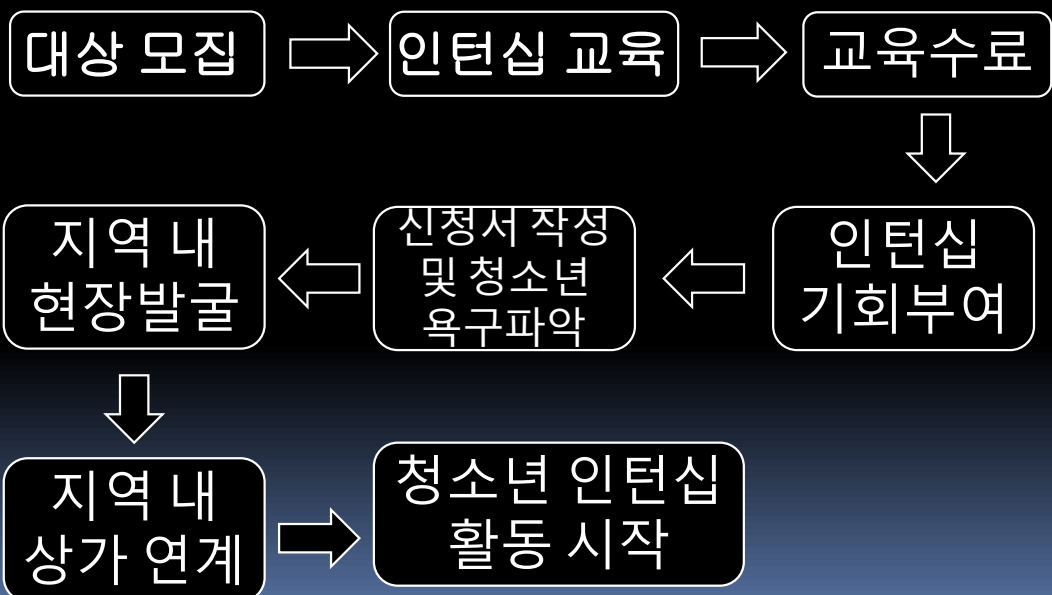 대상 모집
인턴십 교육
교육수료
인턴십
기회부여
신청서 작성
및 청소년
욕구파악
지역 내
현장발굴
지역 내
상가 연계
청소년 인턴십
활동 시작